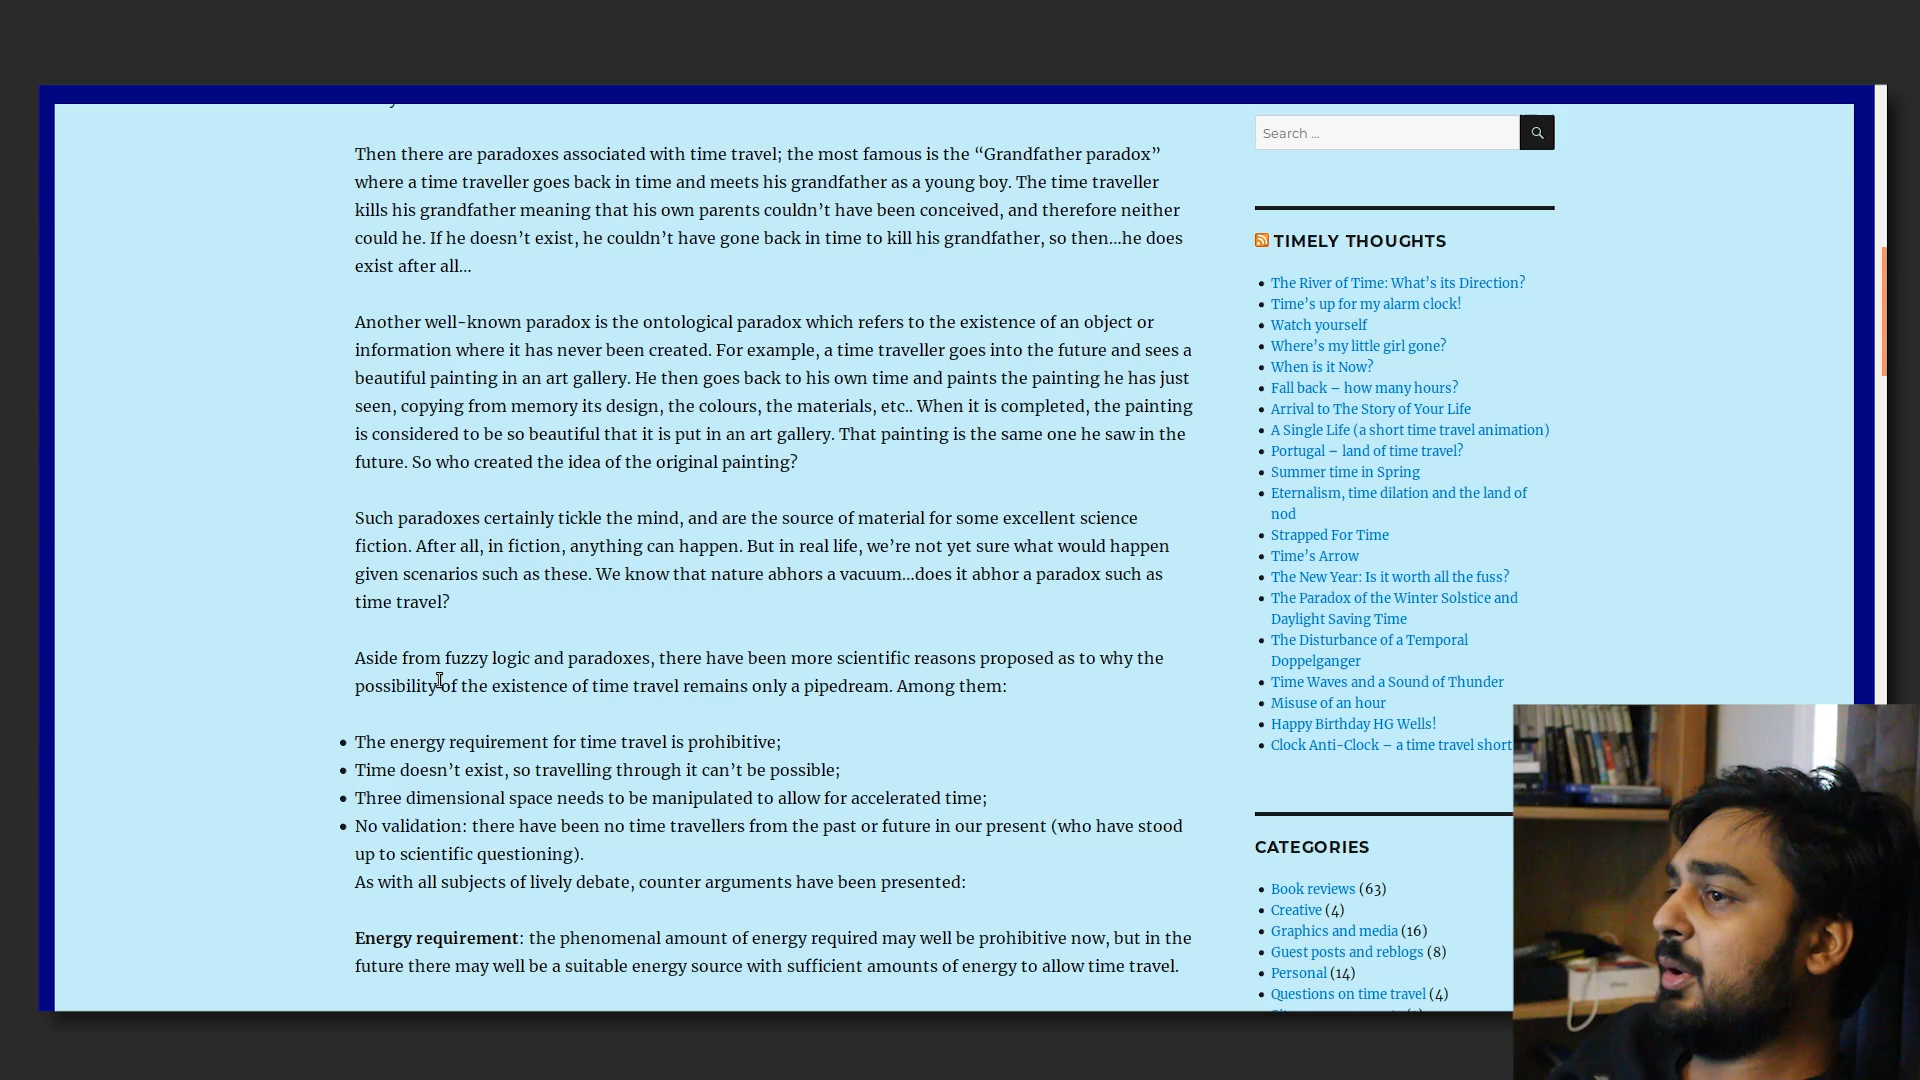 Then there are paradoxes associated with time travel; the most famous is the “Grandfather paradox”
where a time traveller goes back in time and meets his grandfather as a young boy. The time traveller
kills his grandfather meaning that his own parents couldn’t have been conceived, and therefore neither
could he. If he doesn’t exist, he couldn’t have gone back in time to kill his grandfather, so then…he does
exist after all…
Another well-known paradox is the ontological paradox which refers to the existence of an object or
information where it has never been created. For example, a time traveller goes into the future and sees a
beautiful painting in an art gallery. He then goes back to his own time and paints the painting he has just
seen, copying from memory its design, the colours, the materials, etc.. When it is completed, the painting
is considered to be so beautiful that it is put in an art gallery. That painting is the same one he saw in the
future. So who created the idea of the original painting?
Such paradoxes certainly tickle the mind, and are the source of material for some excellent science
fiction. After all, in fiction, anything can happen. But in real life, we’re not yet sure what would happen
given scenarios such as these. We know that nature abhors a vacuum…does it abhor a paradox such as
time travel?
Aside from fuzzy logic and paradoxes, there have been more scientific reasons proposed as to why the
possibility of the existence of time travel remains only a pipedream. Among them:
• The energy requirement for time travel is prohibitive;
• Time doesn’t exist, so travelling through it can’t be possible;
• Three dimensional space needs to be manipulated to allow for accelerated time;
• No validation: there have been no time travellers from the past or future in our present (who have stood
up to scientific questioning).
As with all subjects of lively debate, counter arguments have been presented:
Energy requirement: the phenomenal amount of energy required may well be prohibitive now, but in the
future there may well be a suitable energy source with sufficient amounts of energy to allow time travel.
Search …
TIMELY THOUGHTS
• The River of Time: What’s its Direction?
• Time’s up for my alarm clock!
• Watch yourself
• Where’s my little girl gone?
• When is it Now?
• Fall back – how many hours?
• Arrival to The Story of Your Life
• A Single Life (a short time travel animation)
• Portugal – land of time travel?
• Summer time in Spring
• Eternalism, time dilation and the land of
nod
• Strapped For Time
• Time’s Arrow
• The New Year: Is it worth all the fuss?
• The Paradox of the Winter Solstice and
Daylight Saving Time
• The Disturbance of a Temporal
Doppelganger
• Time Waves and a Sound of Thunder
• Misuse of an hour
• Happy Birthday HG Wells!
• Clock Anti-Clock – a time travel short
CATEGORIES
• Book reviews (63)
• Creative (4)
• Graphics and media (16)
• Guest posts and reblogs (8)
• Personal (14)
• Questions on time travel (4)